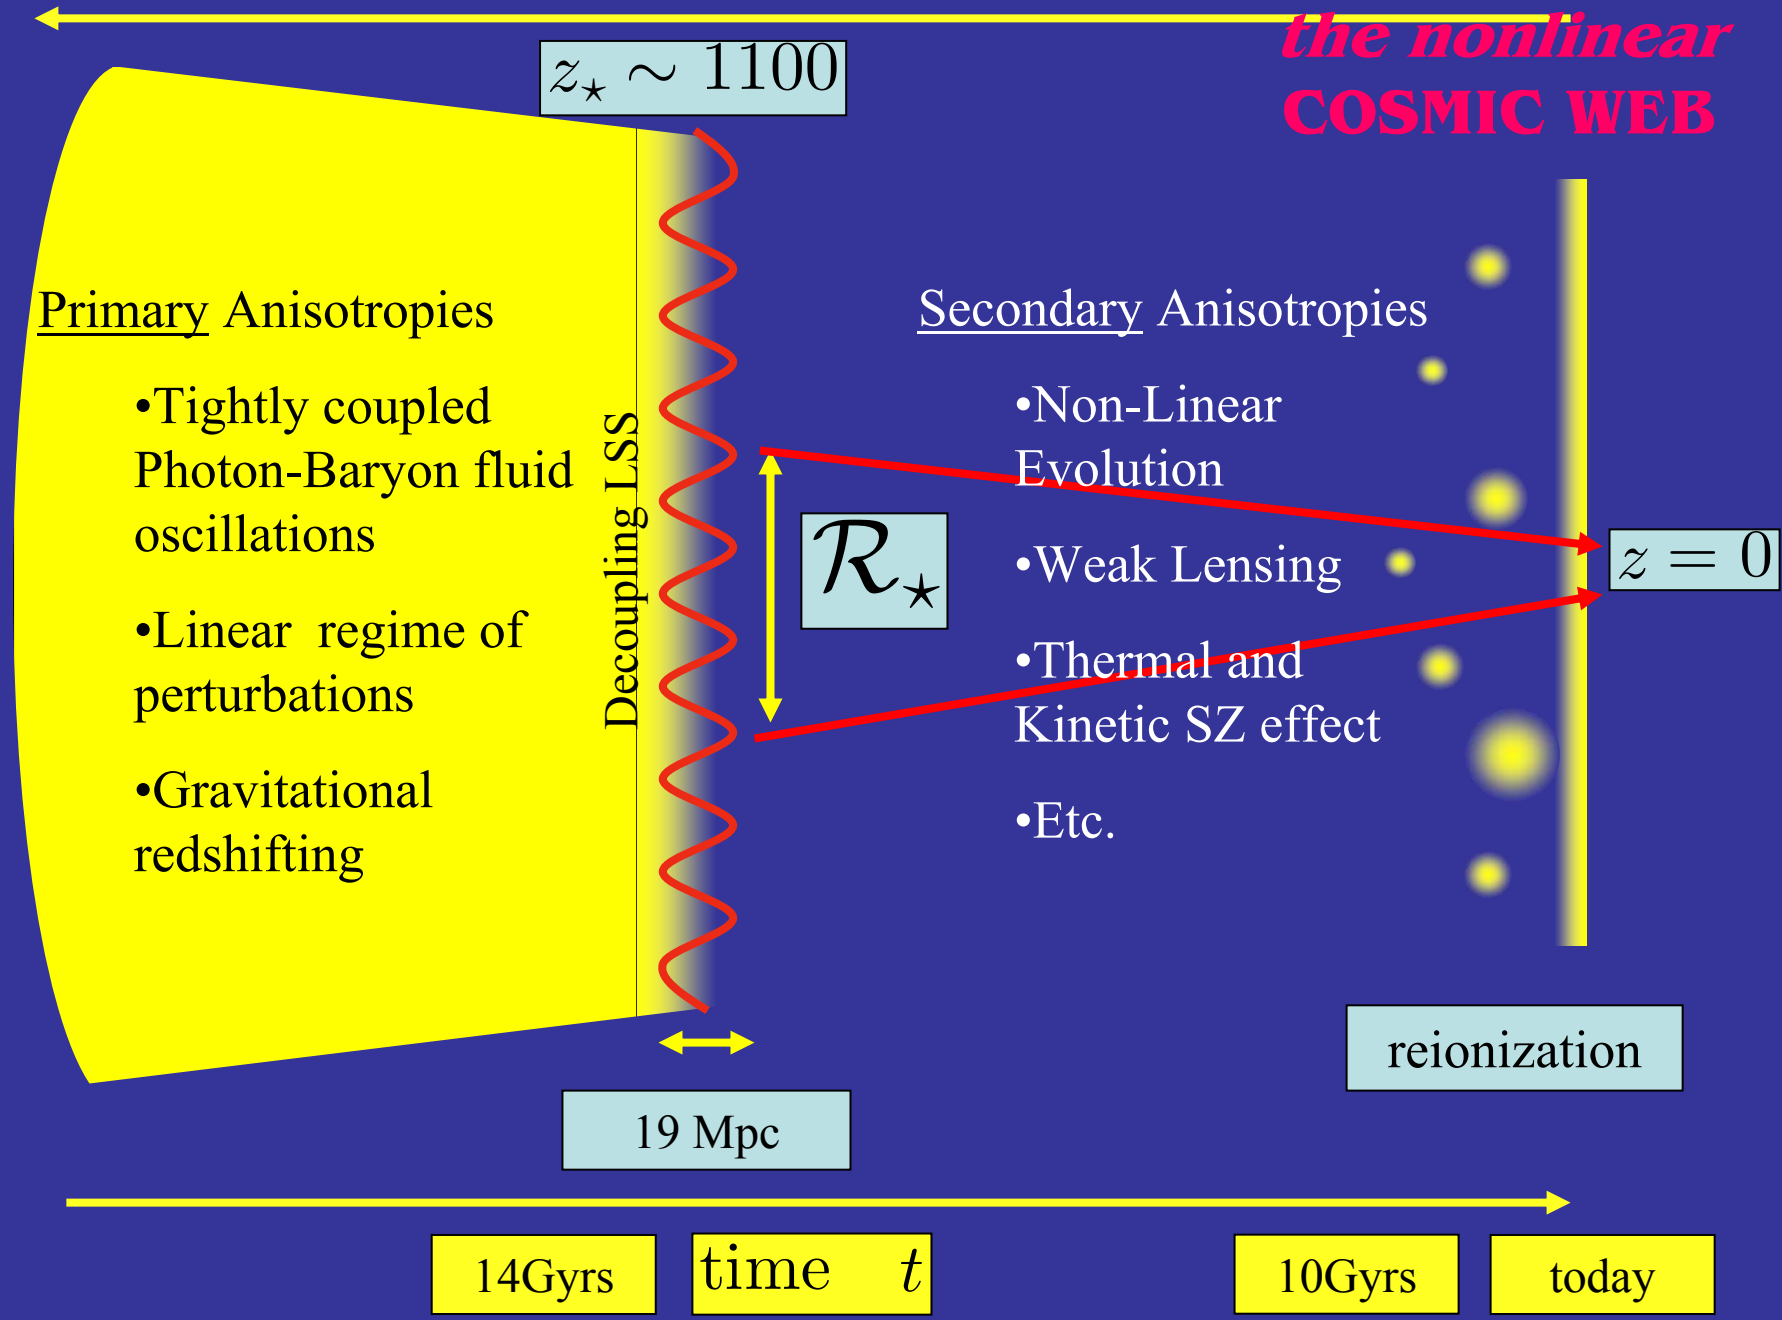 the nonlinear
COSMIC WEB
z⋆ ∼ 1100
Primary Anisotropies
•Tightly coupled
Photon-Baryon fluid
oscillations
•Linear regime of
perturbations
•Gravitational
redshifting
Decoupling LSS
R⋆
Secondary Anisotropies
•Non-Linear
Evolution
•Weak Lensing
•Thermal and
Kinetic SZ effect
•Etc.
z = 0
reionization
19 Mpc
14Gyrs
time t
10Gyrs
today